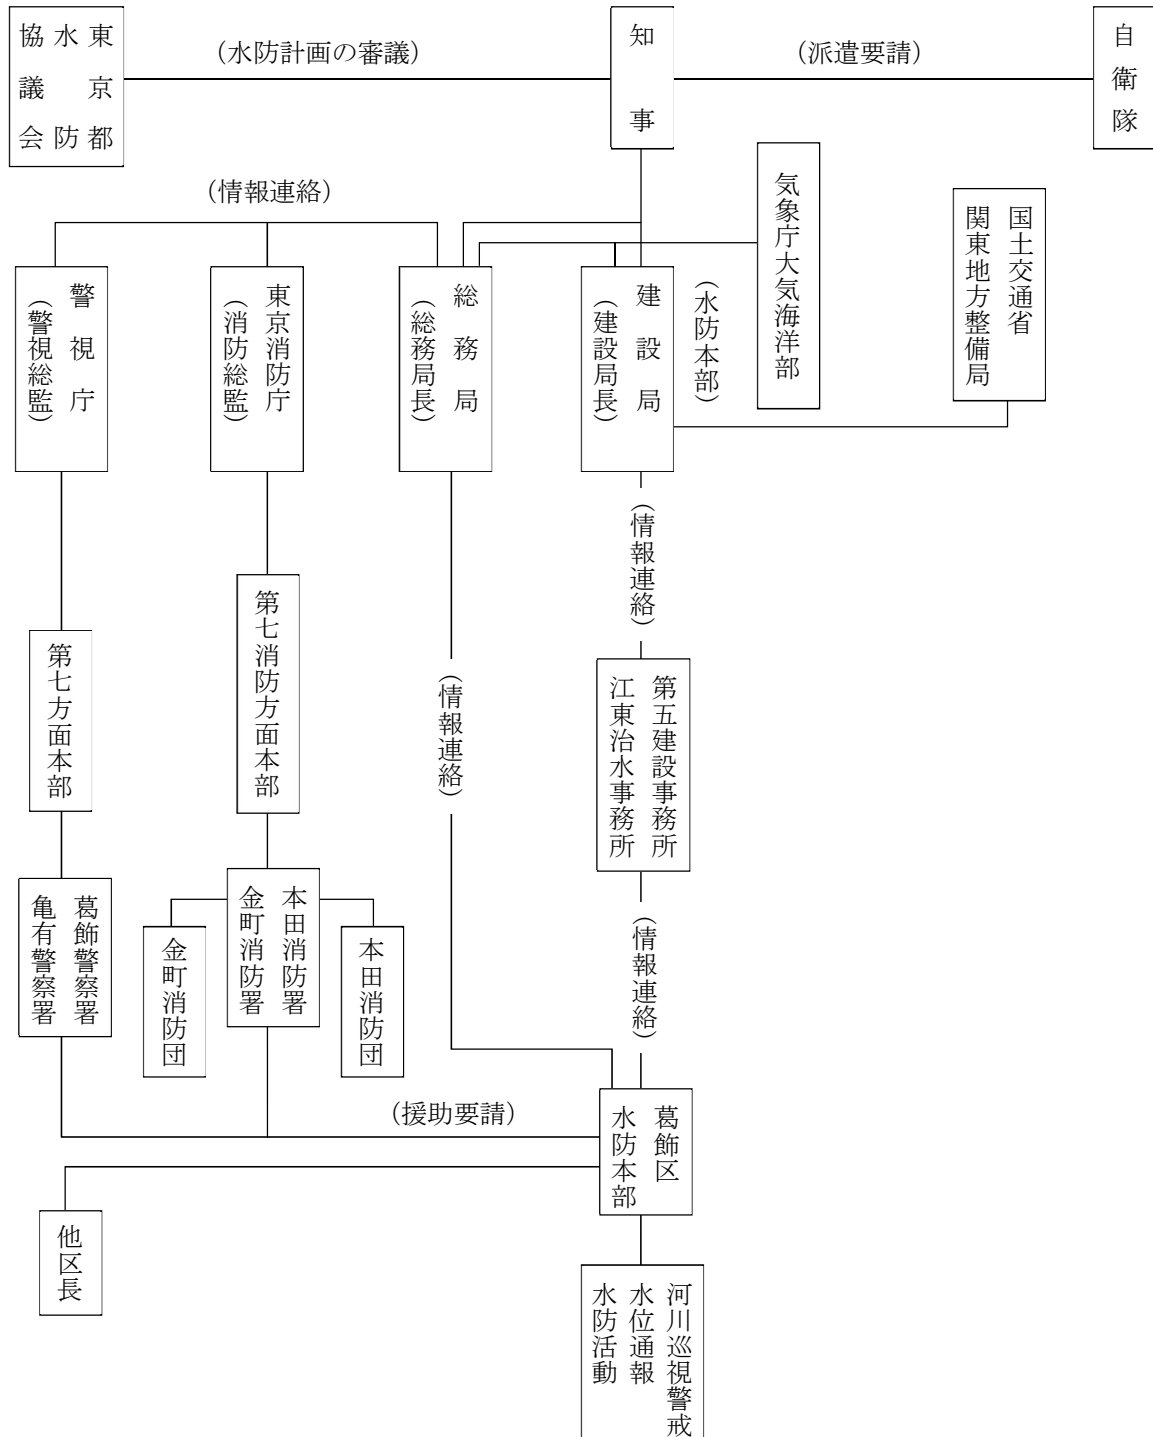 東京都
水防
協議会
（水防計画の審議）
知事
（派遣要請）
自衛隊
（情報連絡）
気象庁大気海洋部
国土交通省
関東地方整備局
警視庁
（警視総監）
東京消防庁
（消防総監）
総務局
（総務局長）
建設局
（建設局長）
（水防本部）
（情報連絡）
第七方面本部
第七消防方面本部
（情報連絡）
第五建設事務所
江東治水事務所
葛飾警察署
亀有警察署
金町消防団
本田消防署
金町消防署
本田消防団
（情報連絡）
（援助要請）
葛飾区
水防本部
他区長
河川巡視警戒
水位通報
水防活動